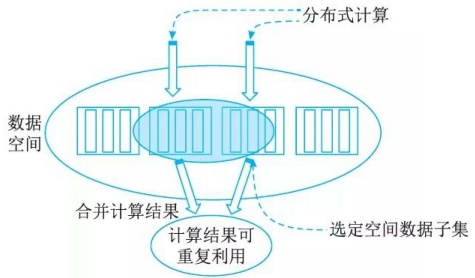 分布式计算
数据
空间
合并计算结果
选定空间数据子集
计算结果可
重复利用